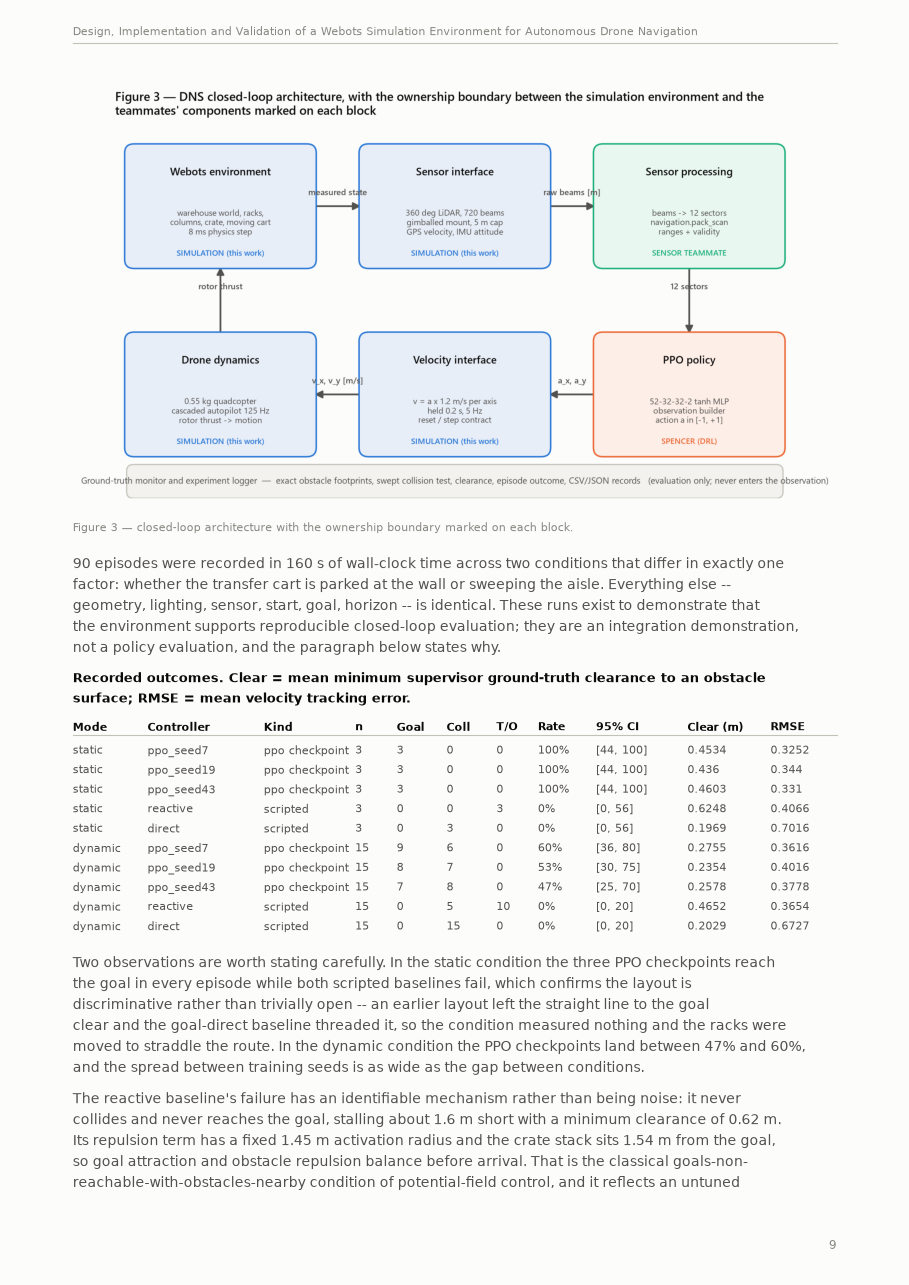 Design, Implementation and Validation of a Webots Simulation Environment for Autonomous Drone Navigation
Figure 3 — DNS closed-loop architecture, with the ownership boundary between the simulation environment and the
teammates' components marked on each block
Webots environment
warehouse world, racks,
columns, crate, moving cart
8 ms physics step
SIMULATION (this work)
measured state
Sensor interface
360 deg LiDAR, 720 beams
gimballed mount, 5 m cap
GPS velocity, IMU attitude
SIMULATION (this work)
raw beams [m]
Sensor processing
beams -> 12 sectors
navigation.pack_scan
ranges + validity
SENSOR TEAMMATE
rotor thrust
12 sectors
Drone dynamics
0.55 kg quadcopter
cascaded autopilot 125 Hz
rotor thrust -> motion
SIMULATION (this work)
v_x, v_y [m/s]
Velocity interface
v = a x 1.2 m/s per axis
held 0.2 s, 5 Hz
reset / step contract
SIMULATION (this work)
a_x, a_y
PPO policy
52-32-32-2 tanh MLP
observation builder
action a in [-1, +1]
SPENCER (DRL)
Ground-truth monitor and experiment logger — exact obstacle footprints, swept collision test, clearance, episode outcome, CSV/JSON records (evaluation only; never enters the observation)
Figure 3 — closed-loop architecture with the ownership boundary marked on each block.
90 episodes were recorded in 160 s of wall-clock time across two conditions that differ in exactly one
factor: whether the transfer cart is parked at the wall or sweeping the aisle. Everything else --
geometry, lighting, sensor, start, goal, horizon -- is identical. These runs exist to demonstrate that
the environment supports reproducible closed-loop evaluation; they are an integration demonstration,
not a policy evaluation, and the paragraph below states why.
Recorded outcomes. Clear = mean minimum supervisor ground-truth clearance to an obstacle
surface; RMSE = mean velocity tracking error.
Mode Controller Kind n Goal Coll T/O Rate 95% CI Clear (m) RMSE
static ppo_seed7 ppo checkpoint 3 3 0 0 100% [44, 100] 0.4534 0.3252
static ppo_seed19 ppo checkpoint 3 3 0 0 100% [44, 100] 0.436 0.344
static ppo_seed43 ppo checkpoint 3 3 0 0 100% [44, 100] 0.4603 0.331
static reactive scripted 3 0 0 3 0% [0, 56] 0.6248 0.4066
static direct scripted 3 0 3 0 0% [0, 56] 0.1969 0.7016
dynamic ppo_seed7 ppo checkpoint 15 9 6 0 60% [36, 80] 0.2755 0.3616
dynamic ppo_seed19 ppo checkpoint 15 8 7 0 53% [30, 75] 0.2354 0.4016
dynamic ppo_seed43 ppo checkpoint 15 7 8 0 47% [25, 70] 0.2578 0.3778
dynamic reactive scripted 15 0 5 10 0% [0, 20] 0.4652 0.3654
dynamic direct scripted 15 0 15 0 0% [0, 20] 0.2029 0.6727
Two observations are worth stating carefully. In the static condition the three PPO checkpoints reach
the goal in every episode while both scripted baselines fail, which confirms the layout is
discriminative rather than trivially open -- an earlier layout left the straight line to the goal
clear and the goal-direct baseline threaded it, so the condition measured nothing and the racks were
moved to straddle the route. In the dynamic condition the PPO checkpoints land between 47% and 60%,
and the spread between training seeds is as wide as the gap between conditions.
The reactive baseline's failure has an identifiable mechanism rather than being noise: it never
collides and never reaches the goal, stalling about 1.6 m short with a minimum clearance of 0.62 m.
Its repulsion term has a fixed 1.45 m activation radius and the crate stack sits 1.54 m from the goal,
so goal attraction and obstacle repulsion balance before arrival. That is the classical goals-non-
reachable-with-obstacles-nearby condition of potential-field control, and it reflects an untuned
9